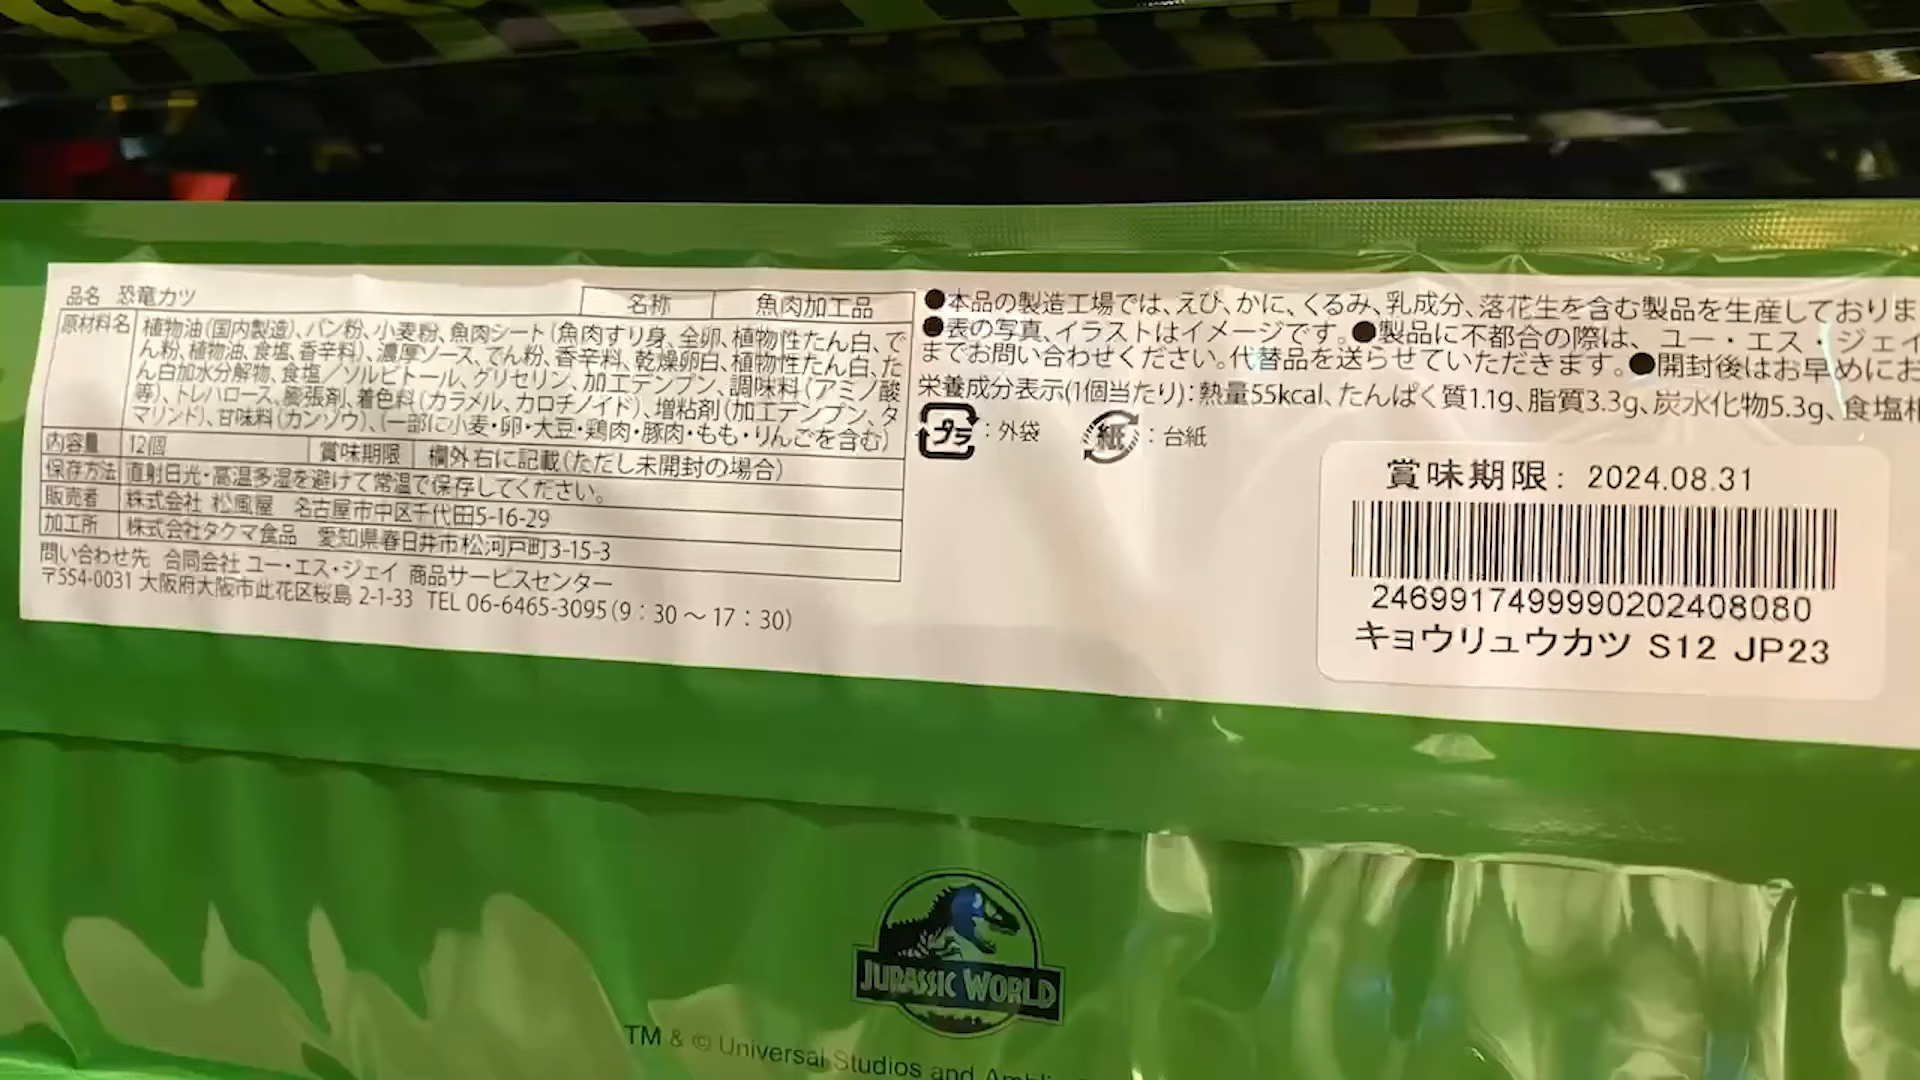 品名 恐竜カツ
名称 魚肉加工品
原材料名 植物油(国内製造)、パン粉、小麦粉、魚肉シート(魚肉すり身、全卵、植物性たん白、で
ん粉、植物油、食塩、香辛料)、濃厚ソース、でん粉、香辛料、乾燥卵白、植物性たん白、た
ん白加水分解物、食塩/ソルビトール、グリセリン、加工デンプン、調味料(アミノ酸
等)、トレハロース、膨張剤、着色料(カラメル、カロチノイド)、増粘剤(加工デンプン、タ
マリンド)、甘味料(カンゾウ)、(一部に小麦・卵・大豆・鶏肉・豚肉・もも・りんごを含む)
内容量 12個 賞味期限 欄外右に記載(ただし未開封の場合)
保存方法 直射日光・高温多湿を避けて常温で保存してください。
販売者 株式会社 松風屋 名古屋市中区千代田5-16-29
加工所 株式会社タクマ食品 愛知県春日井市松河戸町3-15-3
問い合わせ先 合同会社 ユー・エス・ジェイ 商品サービスセンター
〒554-0031 大阪府大阪市此花区桜島 2-1-33 TEL 06-6465-3095(9:30~17:30)
●本品の製造工場では、えび、かに、くるみ、乳成分、落花生を含む製品を生産しておりま
●表の写真、イラストはイメージです。●製品に不都合の際は、ユー・エス・ジェイ
までお問い合わせください。代替品を送らせていただきます。●開封後はお早めにお
栄養成分表示(1個当たり):熱量55kcal、たんぱく質1.1g、脂質3.3g、炭水化物5.3g、食塩相
プラ:外袋 紙:台紙
賞味期限: 2024.08.31
2469917499990202408080
キョウリュウカツ S12 JP23
JURASSIC WORLD
TM & © Universal Studios and